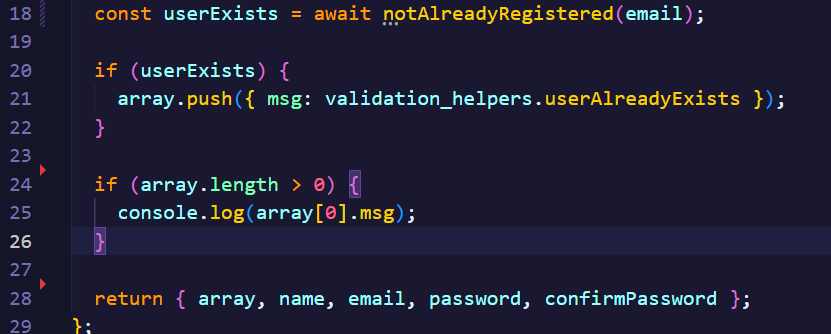 18 const userExists = await notAlreadyRegistered(email);
19
20 if (userExists) {
21 array.push({ msg: validation_helpers.userAlreadyExists });
22 }
23
24 if (array.length > 0) {
25 console.log(array[0].msg);
26 }
27
28 return { array, name, email, password, confirmPassword };
29 };